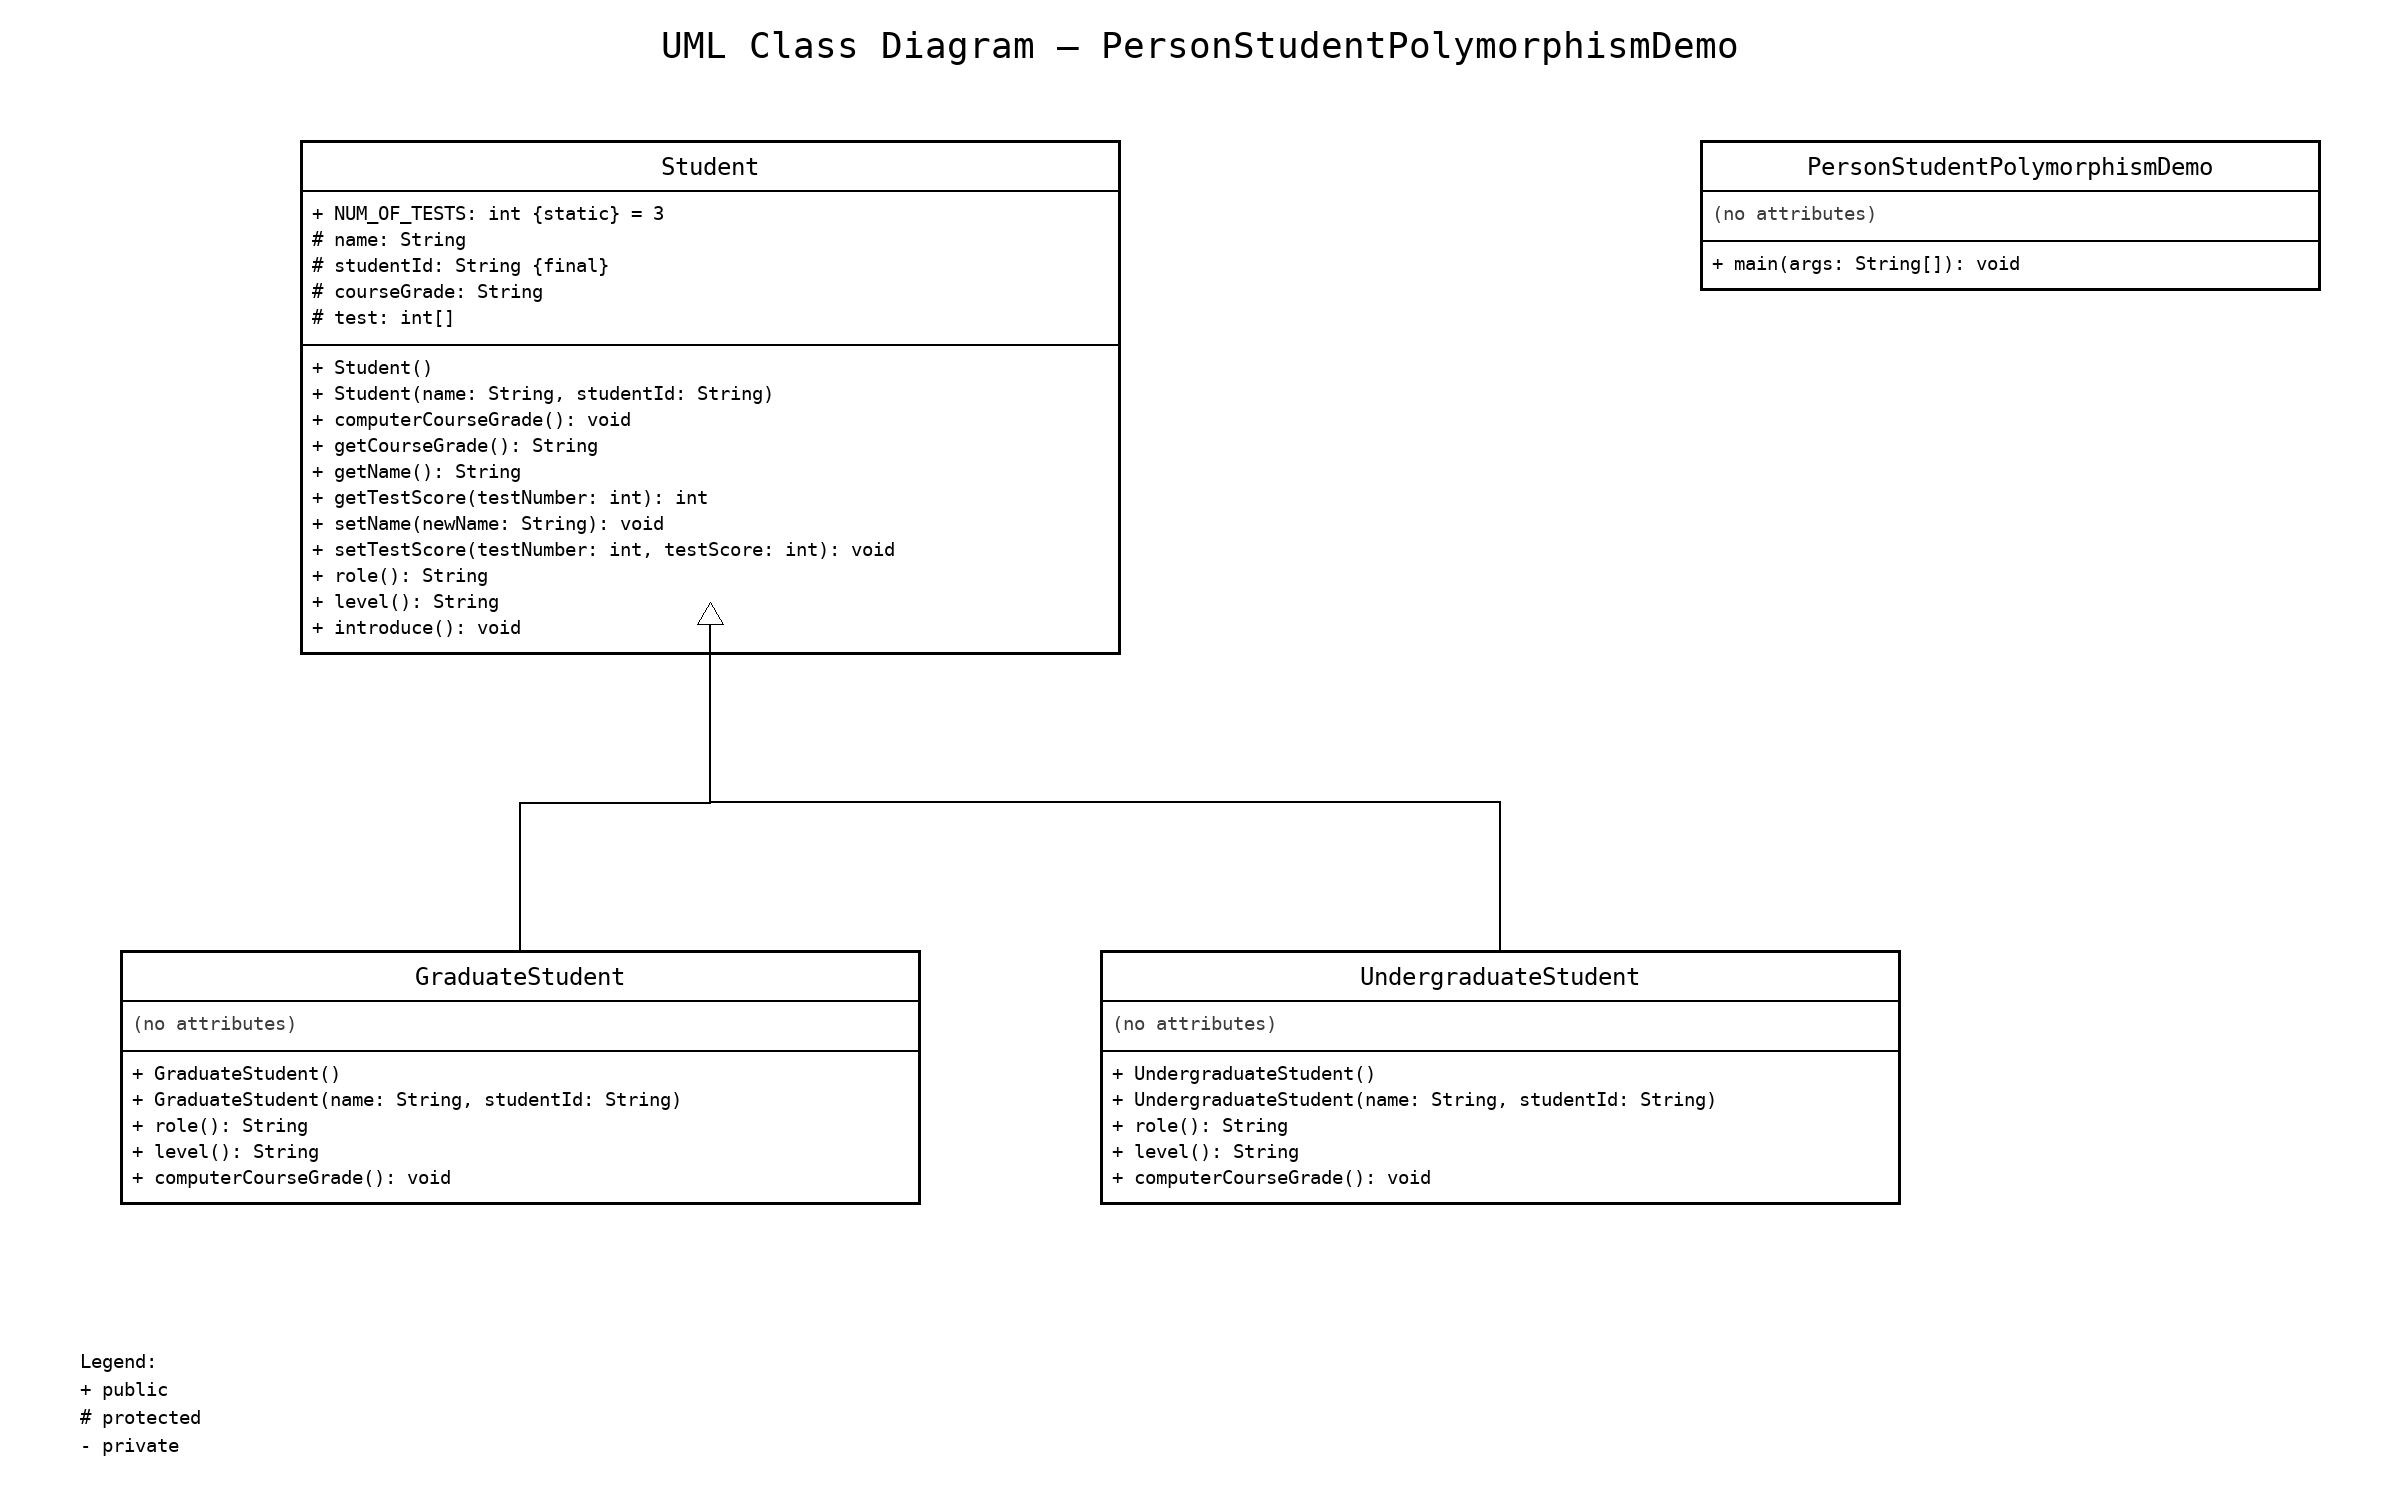 UML Class Diagram — PersonStudentPolymorphismDemo
Student
+ NUM_OF_TESTS: int {static} = 3
# name: String
# studentId: String {final}
# courseGrade: String
# test: int[]
+ Student()
+ Student(name: String, studentId: String)
+ computerCourseGrade(): void
+ getCourseGrade(): String
+ getName(): String
+ getTestScore(testNumber: int): int
+ setName(newName: String): void
+ setTestScore(testNumber: int, testScore: int): void
+ role(): String
+ level(): String
+ introduce(): void
PersonStudentPolymorphismDemo
(no attributes)
+ main(args: String[]): void
GraduateStudent
(no attributes)
+ GraduateStudent()
+ GraduateStudent(name: String, studentId: String)
+ role(): String
+ level(): String
+ computerCourseGrade(): void
UndergraduateStudent
(no attributes)
+ UndergraduateStudent()
+ UndergraduateStudent(name: String, studentId: String)
+ role(): String
+ level(): String
+ computerCourseGrade(): void
Legend:
+ public
# protected
- private